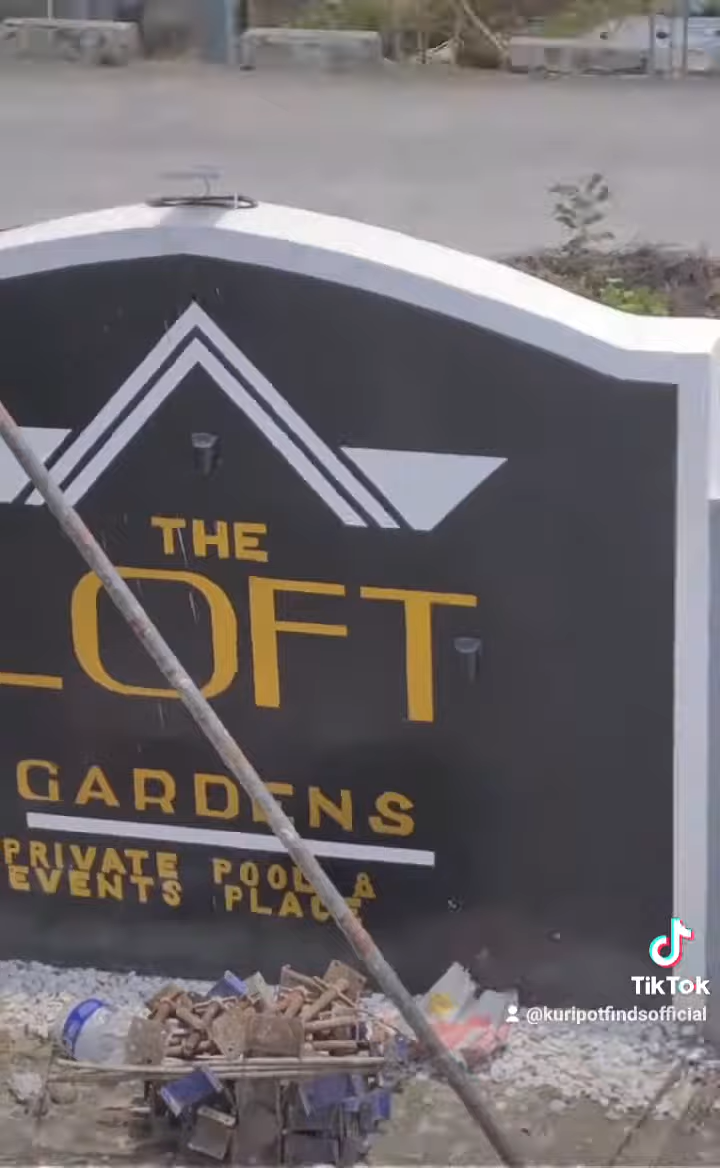 THE
LOFT
GARDENS
PRIVATE POOL &
EVENTS PLACE
TikTok
@kuripotfindsofficial